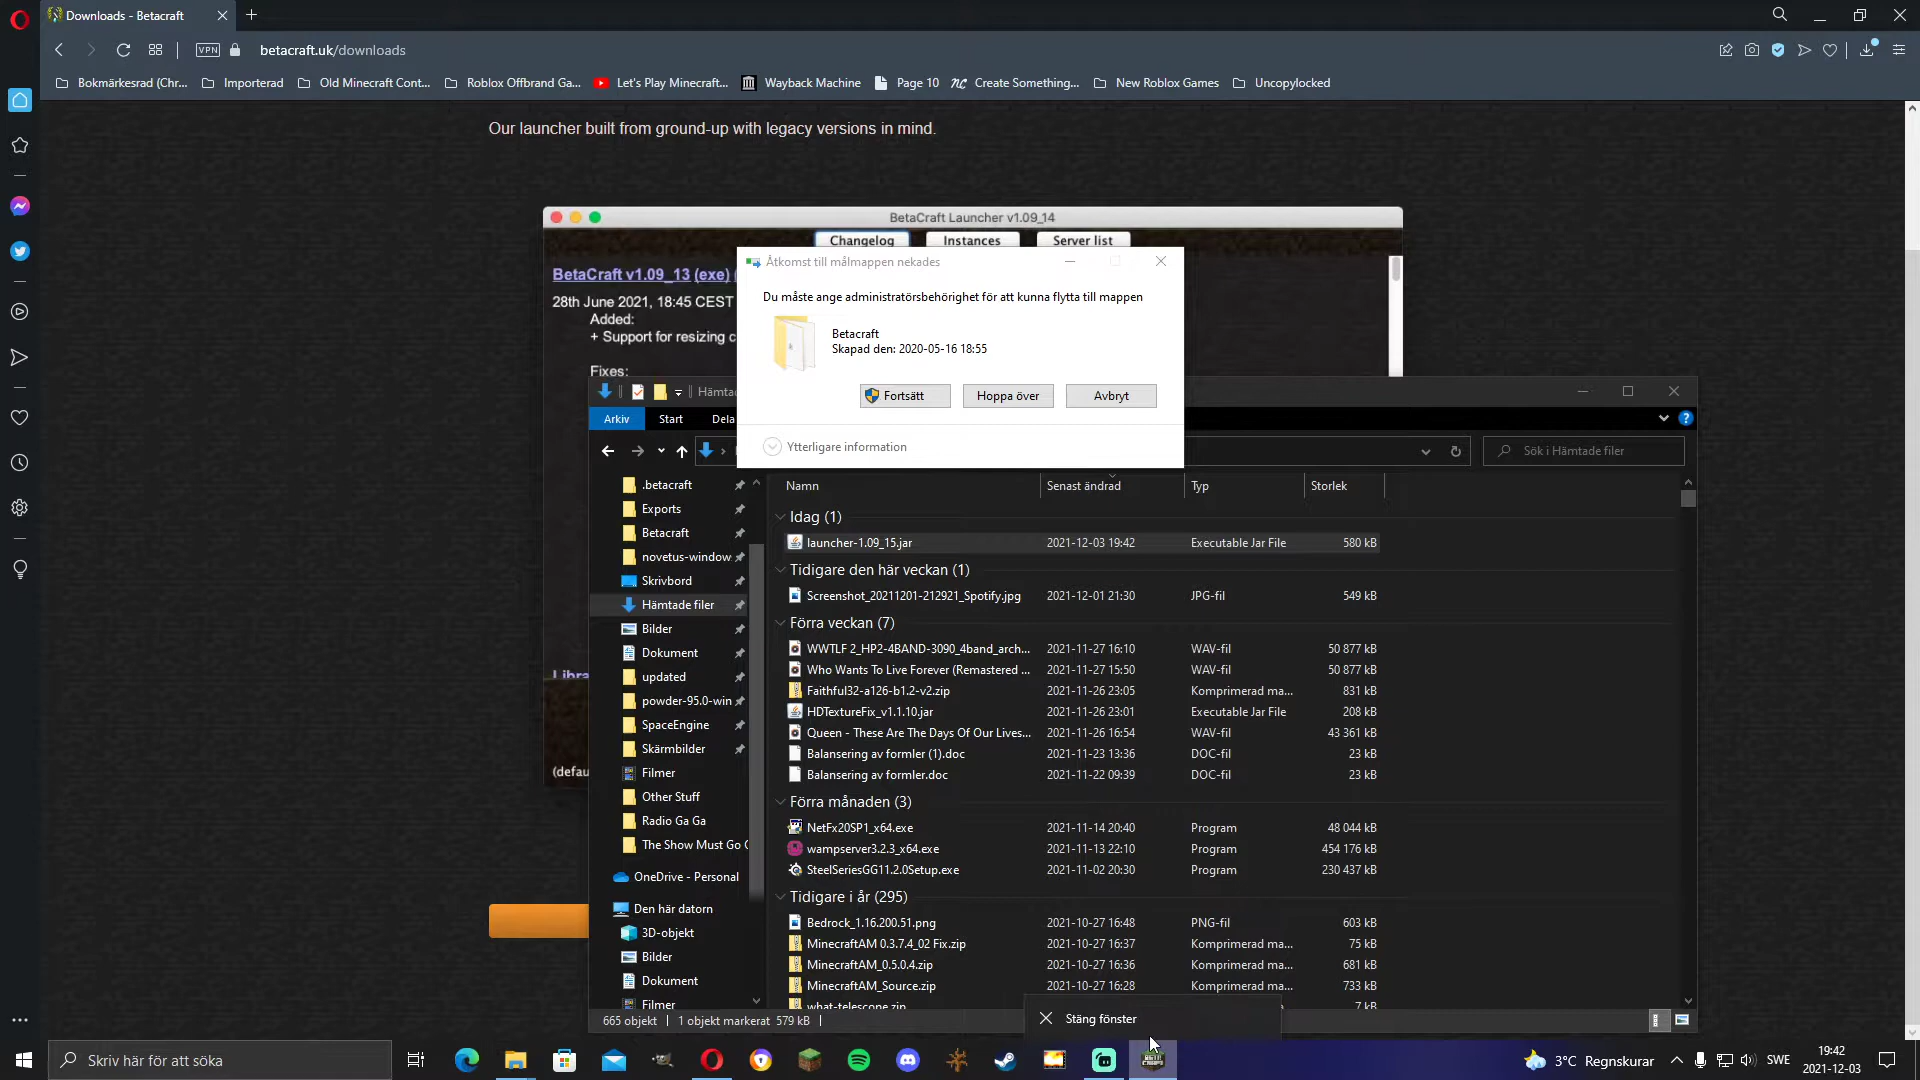 Downloads - Betacraft
VPN
betacraft.uk/downloads
Bokmärkesrad (Chr...
Importerad
Old Minecraft Cont...
Roblox Offbrand Ga...
Let's Play Minecraft...
Wayback Machine
Page 10
Create Something...
New Roblox Games
Uncopylocked
Our launcher built from ground-up with legacy versions in mind.
BetaCraft Launcher v1.09_14
Changelog
Instances
Server list
BetaCraft v1.09_13 (exe)
28th June 2021, 18:45 CEST
Added:
+ Support for resizing c
Fixes:
Libra
(defau
Åtkomst till målmappen nekades
Du måste ange administratörsbehörighet för att kunna flytta till mappen
Betacraft
Skapad den: 2020-05-16 18:55
Fortsätt
Hoppa över
Avbryt
Ytterligare information
Hämta
Arkiv
Start
Dela
Sök i Hämtade filer
.betacraft
Exports
Betacraft
novetus-window
Skrivbord
Hämtade filer
Bilder
Dokument
updated
powder-95.0-win
SpaceEngine
Skärmbilder
Filmer
Other Stuff
Radio Ga Ga
The Show Must Go
OneDrive - Personal
Den här datorn
3D-objekt
Bilder
Dokument
Filmer
Namn
Senast ändrad
Typ
Storlek
Idag (1)
launcher-1.09_15.jar 2021-12-03 19:42 Executable Jar File 580 kB
Tidigare den här veckan (1)
Screenshot_20211201-212921_Spotify.jpg 2021-12-01 21:30 JPG-fil 549 kB
Förra veckan (7)
WWTLF 2_HP2-4BAND-3090_4band_arch... 2021-11-27 16:10 WAV-fil 50 877 kB
Who Wants To Live Forever (Remastered ... 2021-11-27 15:50 WAV-fil 50 877 kB
Faithful32-a126-b1.2-v2.zip 2021-11-26 23:05 Komprimerad ma... 831 kB
HDTextureFix_v1.1.10.jar 2021-11-26 23:01 Executable Jar File 208 kB
Queen - These Are The Days Of Our Lives... 2021-11-26 16:54 WAV-fil 43 361 kB
Balansering av formler (1).doc 2021-11-23 13:36 DOC-fil 23 kB
Balansering av formler.doc 2021-11-22 09:39 DOC-fil 23 kB
Förra månaden (3)
NetFx20SP1_x64.exe 2021-11-14 20:40 Program 48 044 kB
wampserver3.2.3_x64.exe 2021-11-13 22:10 Program 454 176 kB
SteelSeriesGG11.2.0Setup.exe 2021-11-02 20:30 Program 230 437 kB
Tidigare i år (295)
Bedrock_1.16.200.51.png 2021-10-27 16:48 PNG-fil 603 kB
MinecraftAM 0.3.7.4_02 Fix.zip 2021-10-27 16:37 Komprimerad ma... 75 kB
MinecraftAM_0.5.0.4.zip 2021-10-27 16:36 Komprimerad ma... 681 kB
MinecraftAM_Source.zip 2021-10-27 16:28 Komprimerad ma... 733 kB
what-telescope.zip 7 kB
665 objekt
1 objekt markerat 579 kB
Stäng fönster
Skriv här för att söka
3°C Regnskurar
SWE
19:42
2021-12-03